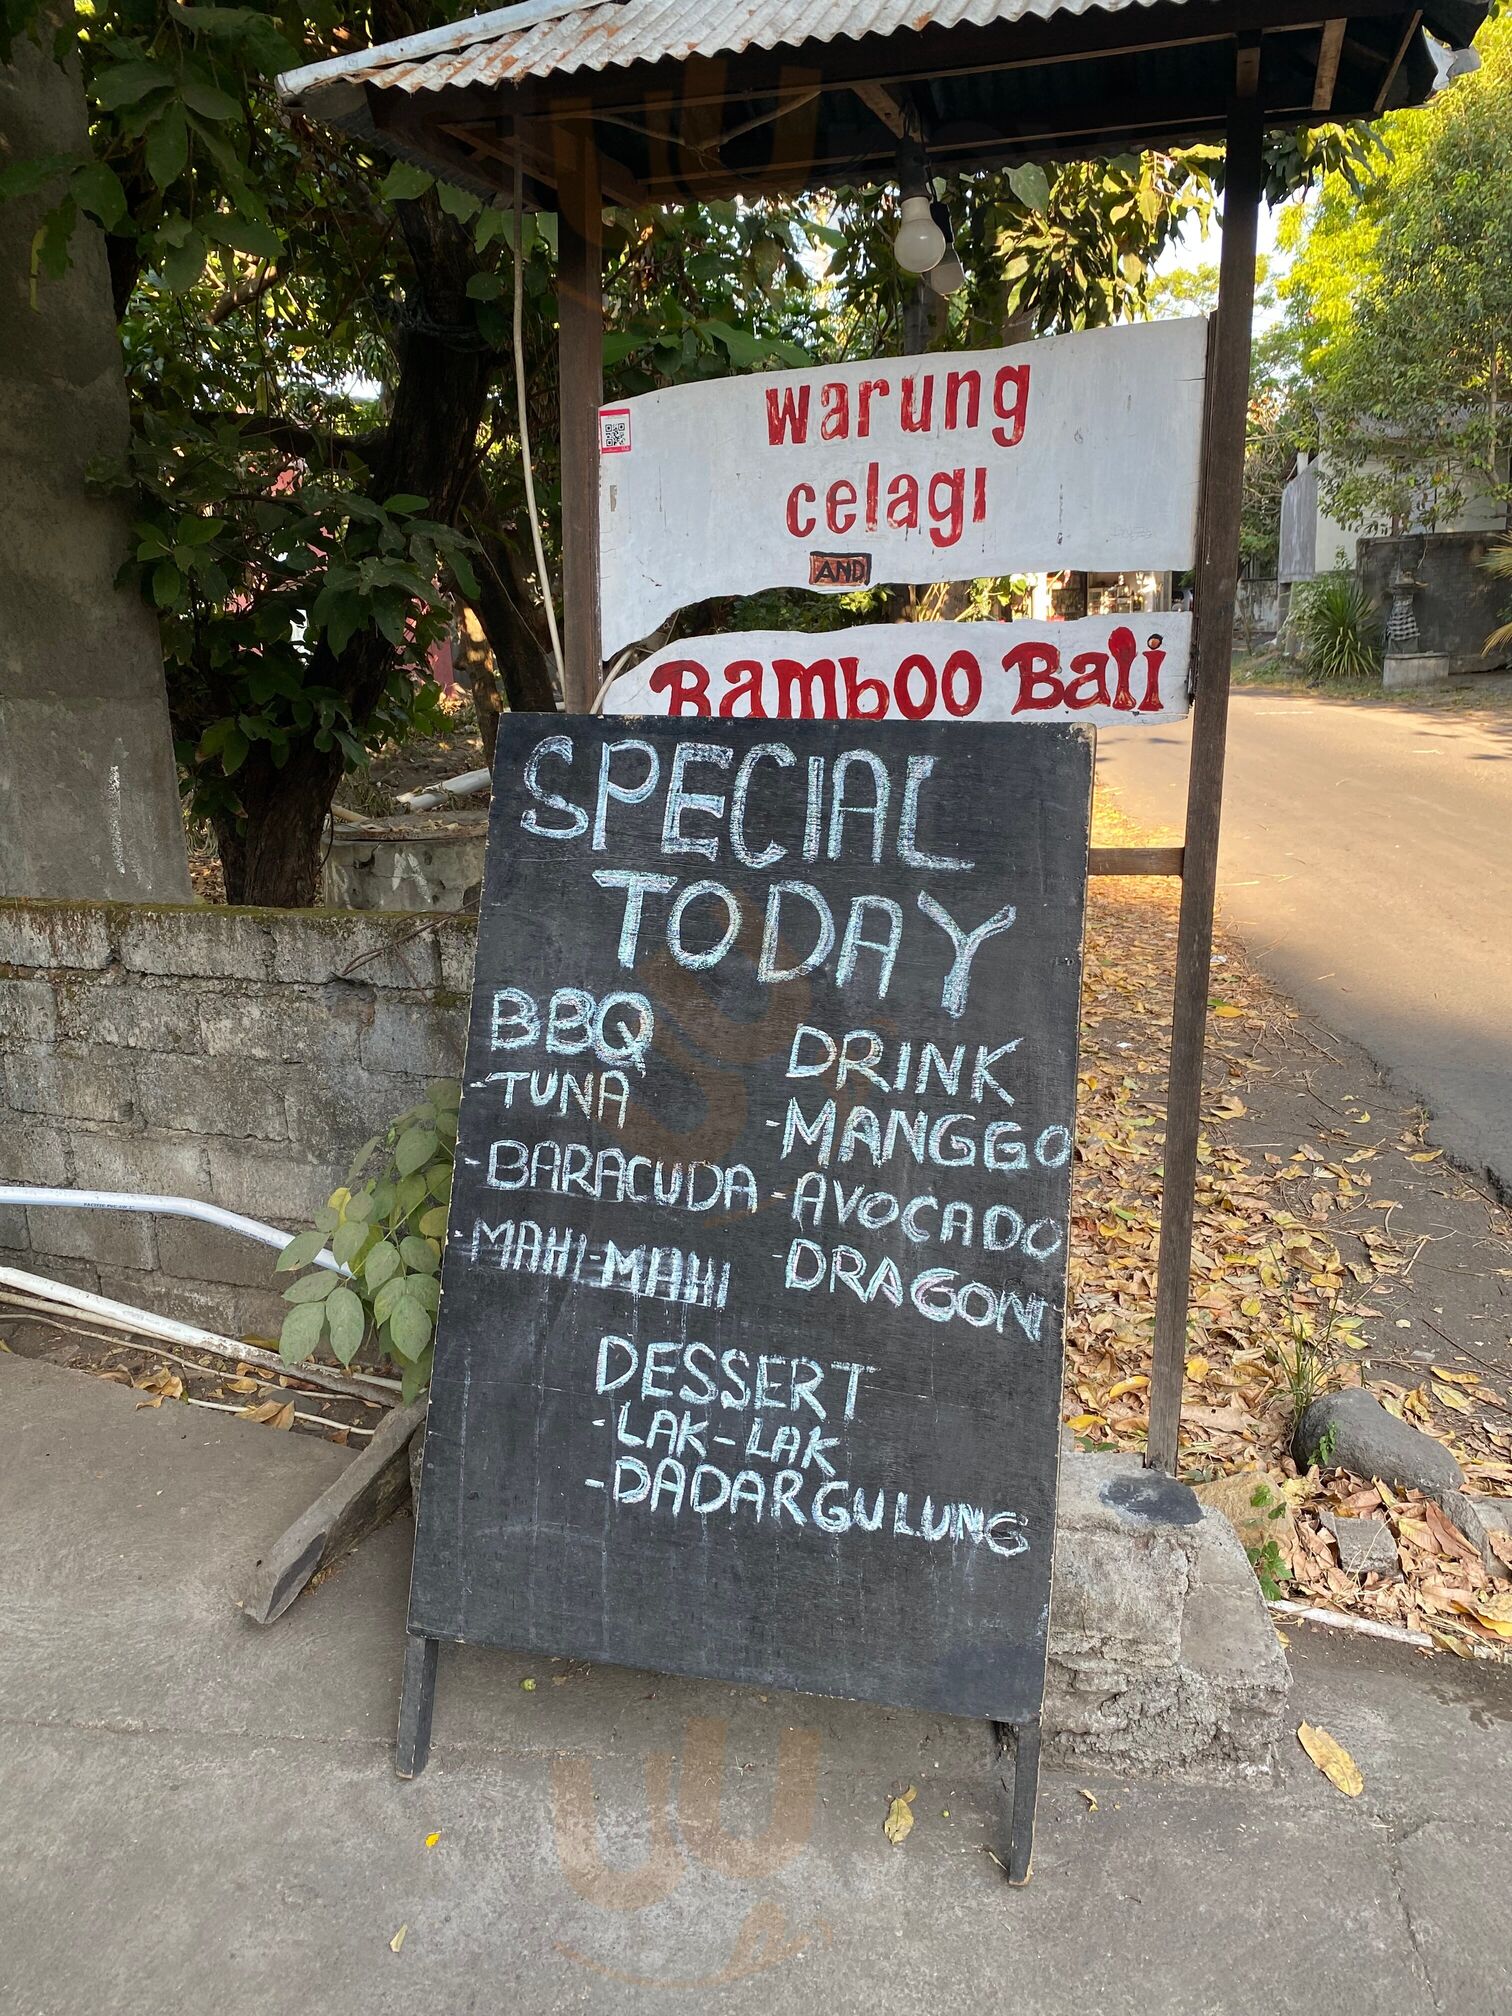 warung
celagi
AND
Bamboo Bali
SPECIAL
TODAY
BBQ
-TUNA
-BARACUDA
-MAHI-MAHI
DRINK
-MANGGO
-AVOCADO
-DRAGON
DESSERT
-LAK-LAK
-DADARGULUNG